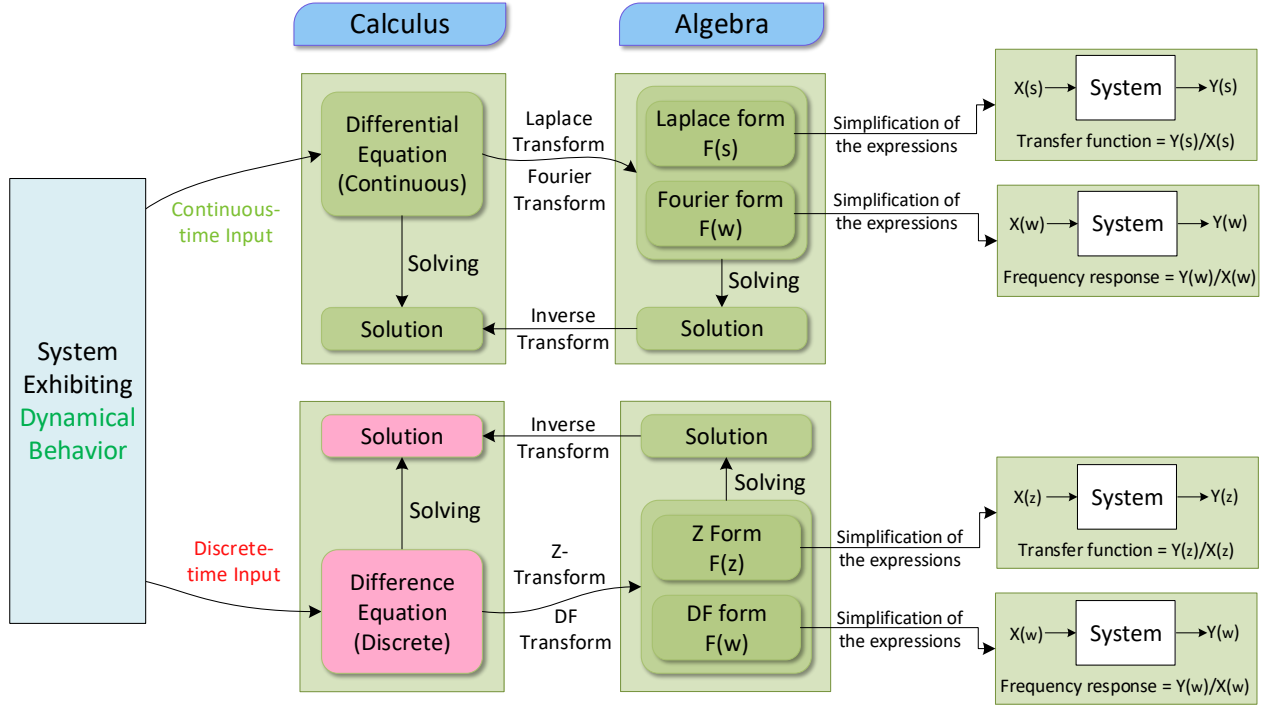 Calculus
Algebra
System
Exhibiting
Dynamical
Behavior
Continuous-
time Input
Differential
Equation
(Continuous)
Solving
Solution
Laplace
Transform
Fourier
Transform
Inverse
Transform
Laplace form
F(s)
Fourier form
F(w)
Solving
Solution
Simplification of
the expressions
Simplification of
the expressions
X(s)
System
Y(s)
Transfer function = Y(s)/X(s)
X(w)
System
Y(w)
Frequency response = Y(w)/X(w)
Discrete-
time Input
Solution
Solving
Difference
Equation
(Discrete)
Inverse
Transform
Z-
Transform
DF
Transform
Solution
Solving
Z Form
F(z)
DF form
F(w)
Simplification of
the expressions
Simplification of
the expressions
X(z)
System
Y(z)
Transfer function = Y(z)/X(z)
X(w)
System
Y(w)
Frequency response = Y(w)/X(w)